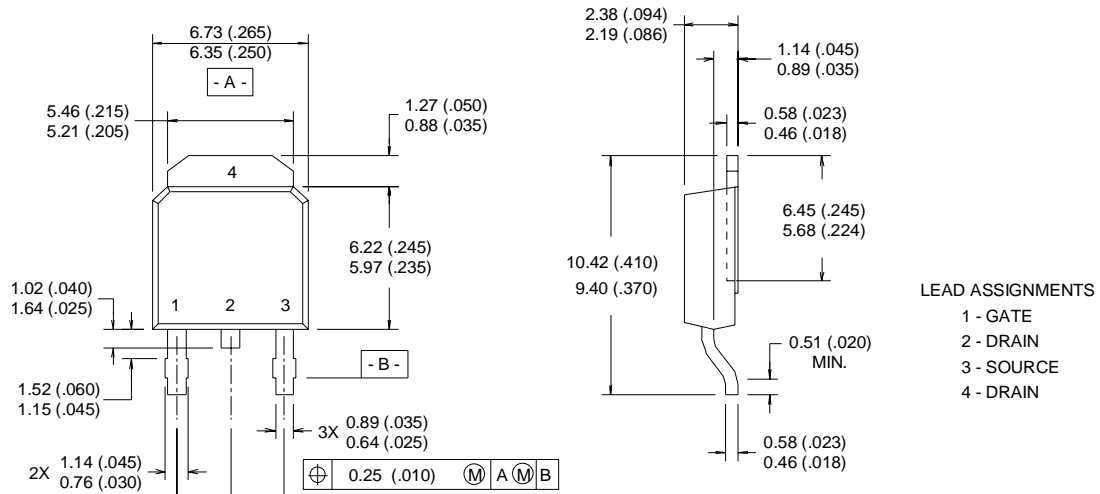 6.73 (.265)
6.35 (.250)
- A -
5.46 (.215)
5.21 (.205)
1.27 (.050)
0.88 (.035)
4
6.22 (.245)
5.97 (.235)
1.02 (.040)
1.64 (.025)
1 2 3
1.52 (.060)
1.15 (.045)
- B -
3X 0.89 (.035)
0.64 (.025)
2X 1.14 (.045)
0.76 (.030)
⌖ 0.25 (.010) Ⓜ A Ⓜ B
2.38 (.094)
2.19 (.086)
1.14 (.045)
0.89 (.035)
0.58 (.023)
0.46 (.018)
6.45 (.245)
5.68 (.224)
10.42 (.410)
9.40 (.370)
0.51 (.020)
MIN.
0.58 (.023)
0.46 (.018)
LEAD ASSIGNMENTS
1 - GATE
2 - DRAIN
3 - SOURCE
4 - DRAIN